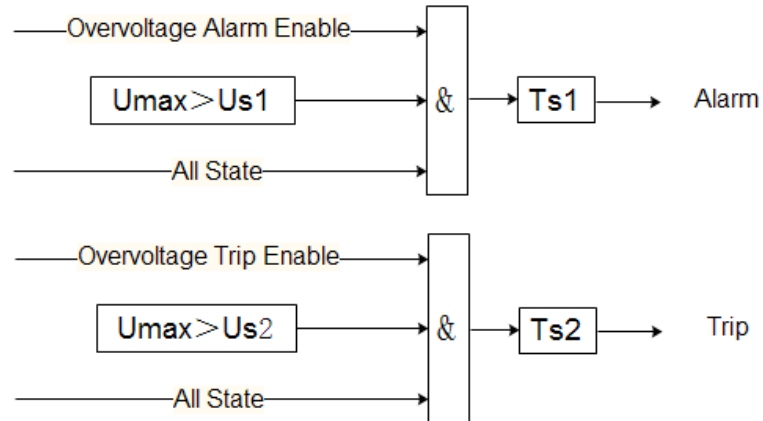 Overvoltage Alarm Enable
Umax＞Us1
&
Ts1
Alarm
All State
Overvoltage Trip Enable
Umax＞Us2
&
Ts2
Trip
All State